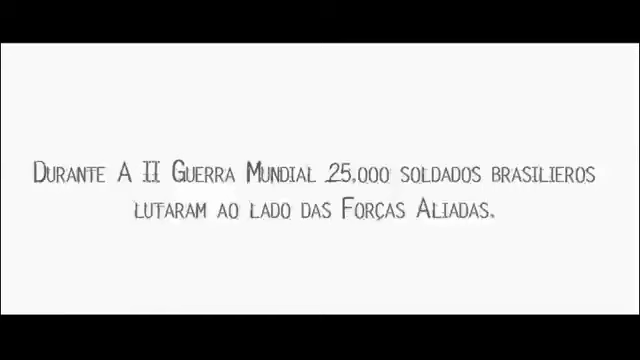 Durante A II Guerra Mundial 25,000 soldados brasilieros
lutaram ao lado das Forças Aliadas.